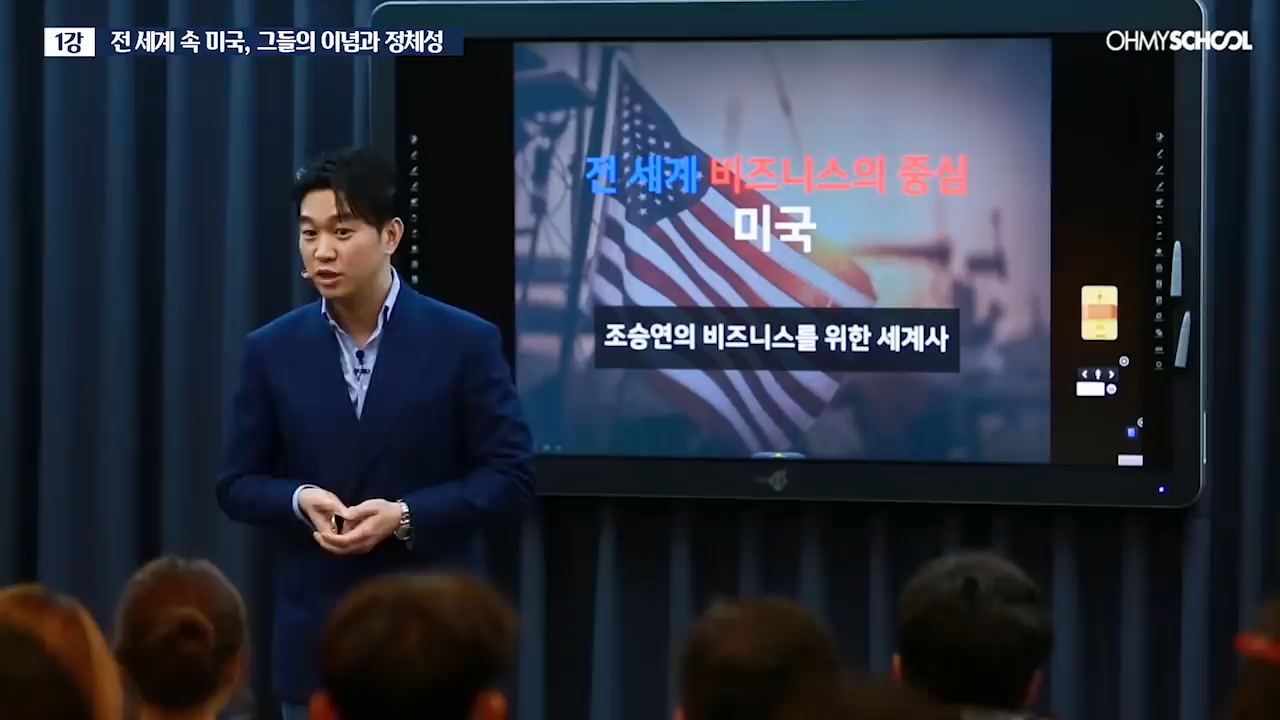 1강 전 세계 속 미국, 그들의 이념과 정체성
OHMYSCHOOL
전 세계 비즈니스의 중심
미국
조승연의 비즈니스를 위한 세계사